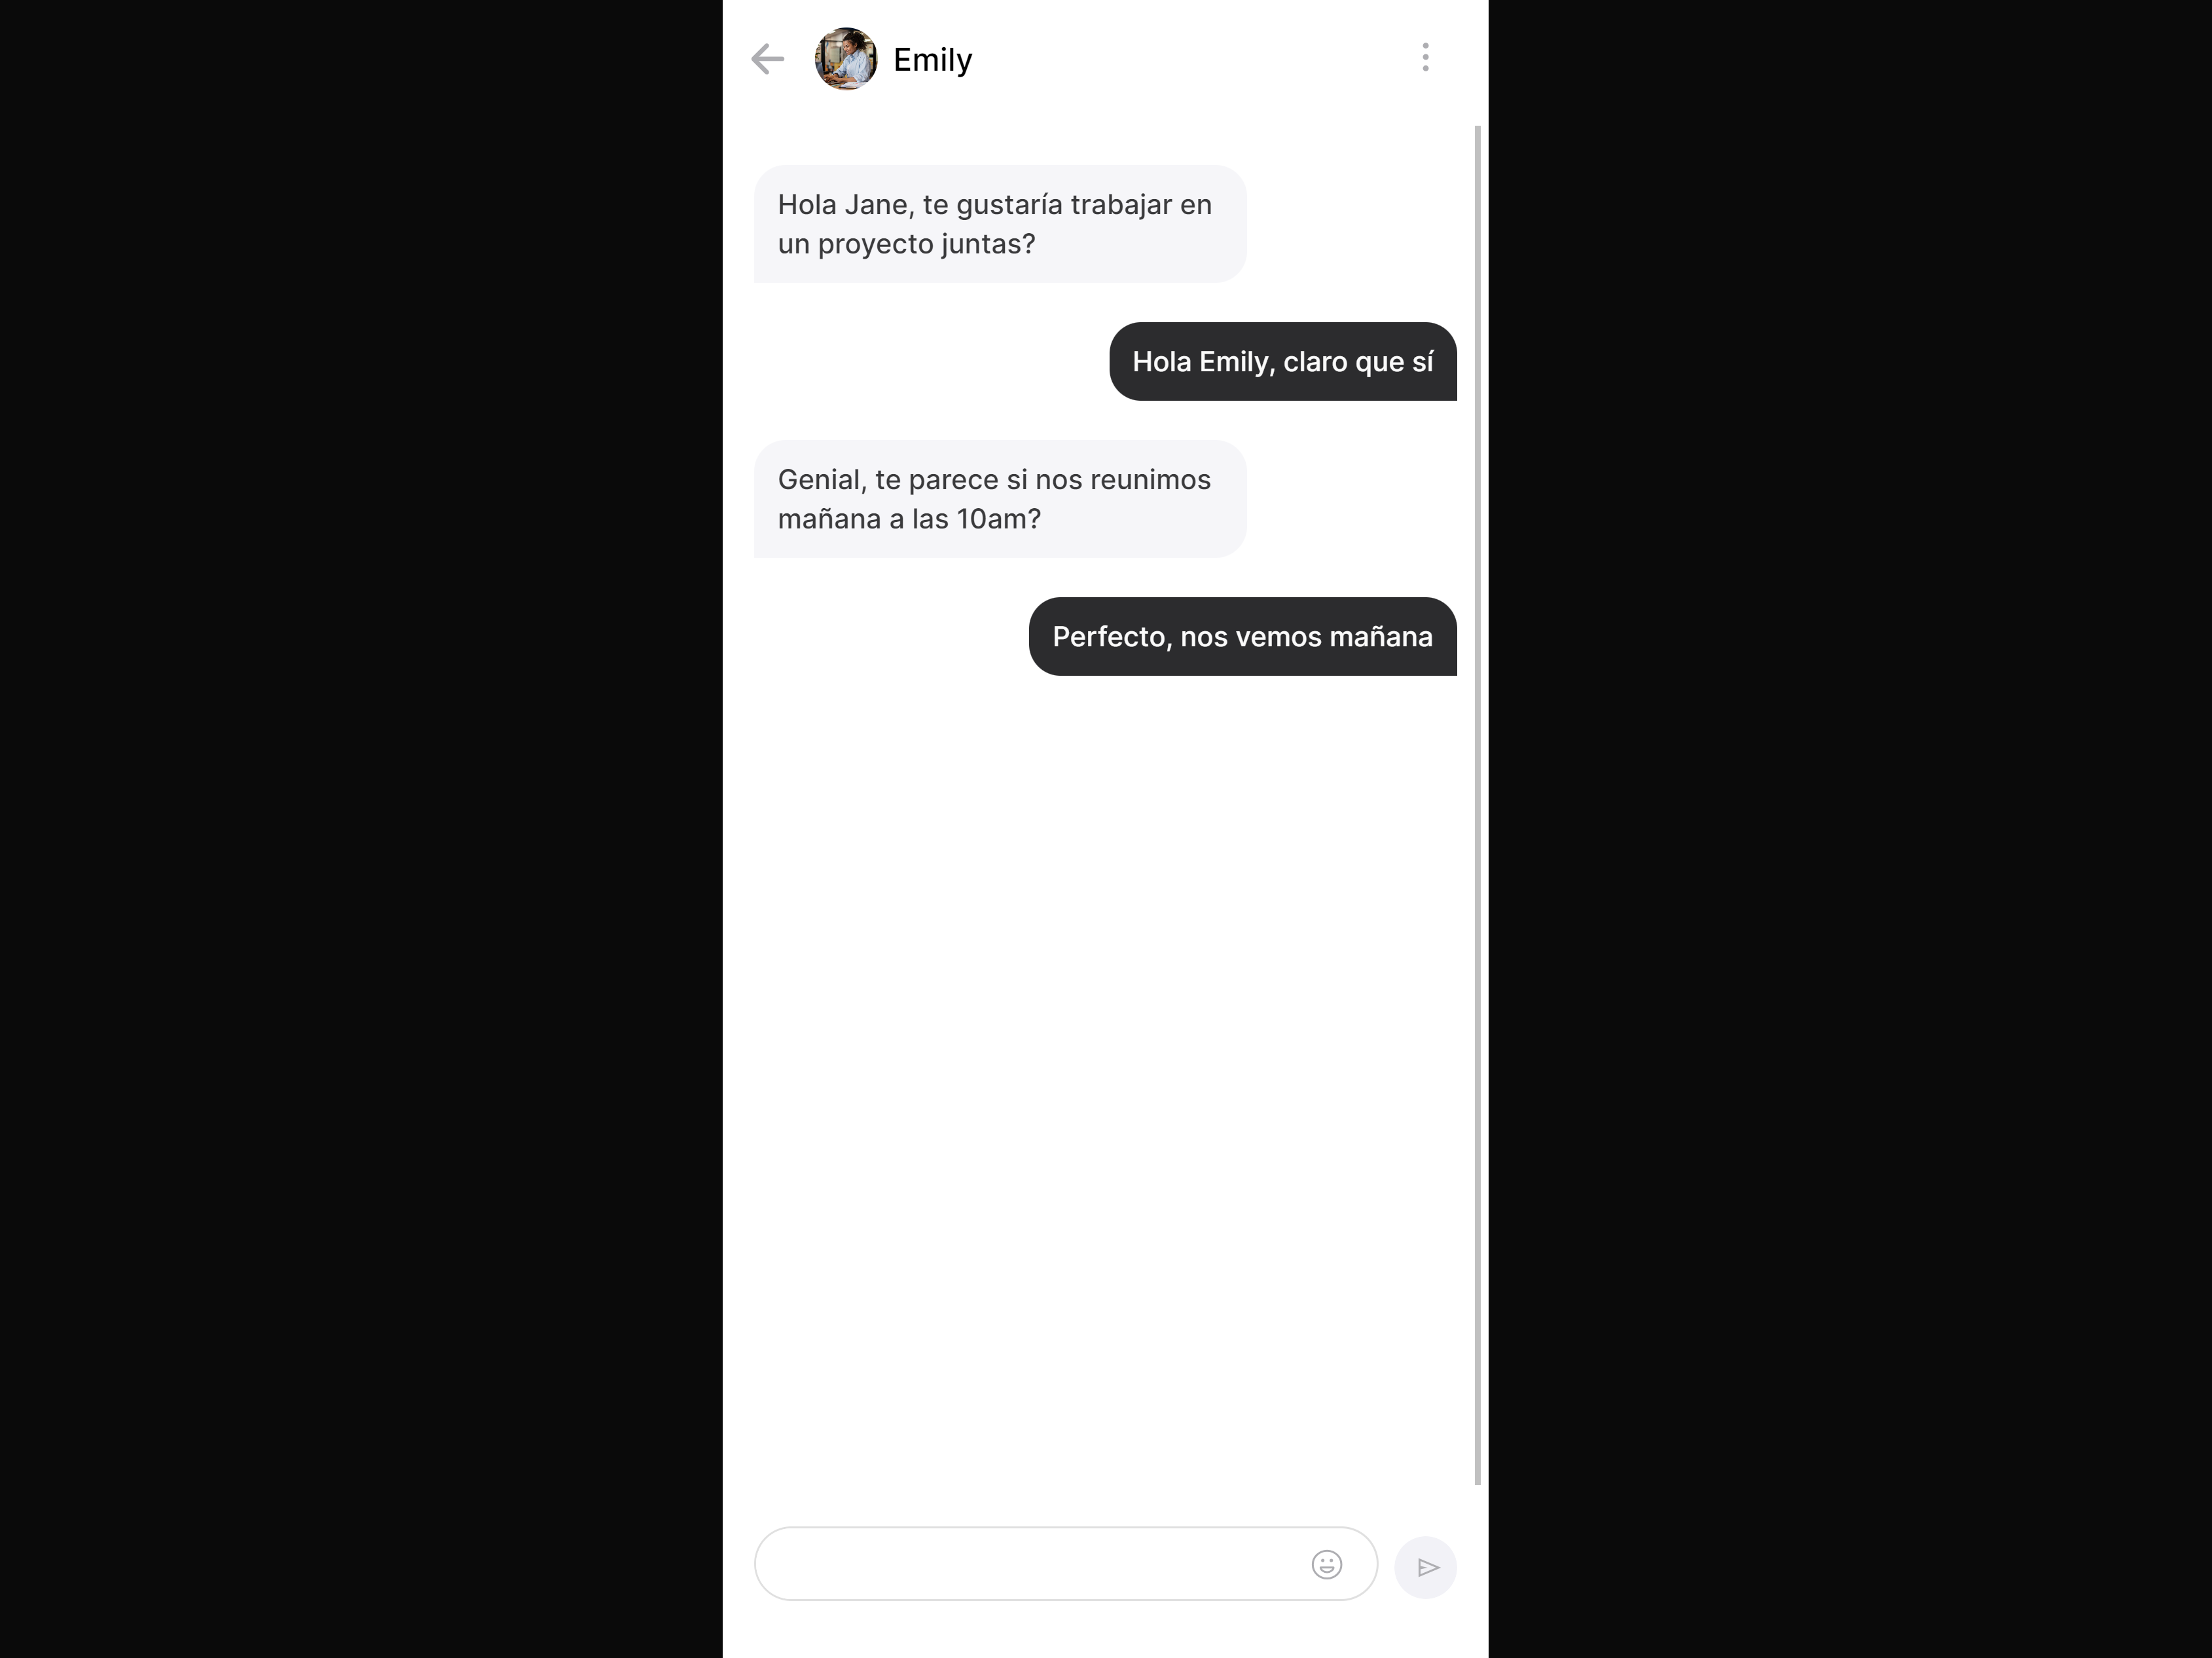 Emily
Hola Jane, te gustaría trabajar en
un proyecto juntas?
Hola Emily, claro que sí
Genial, te parece si nos reunimos
mañana a las 10am?
Perfecto, nos vemos mañana